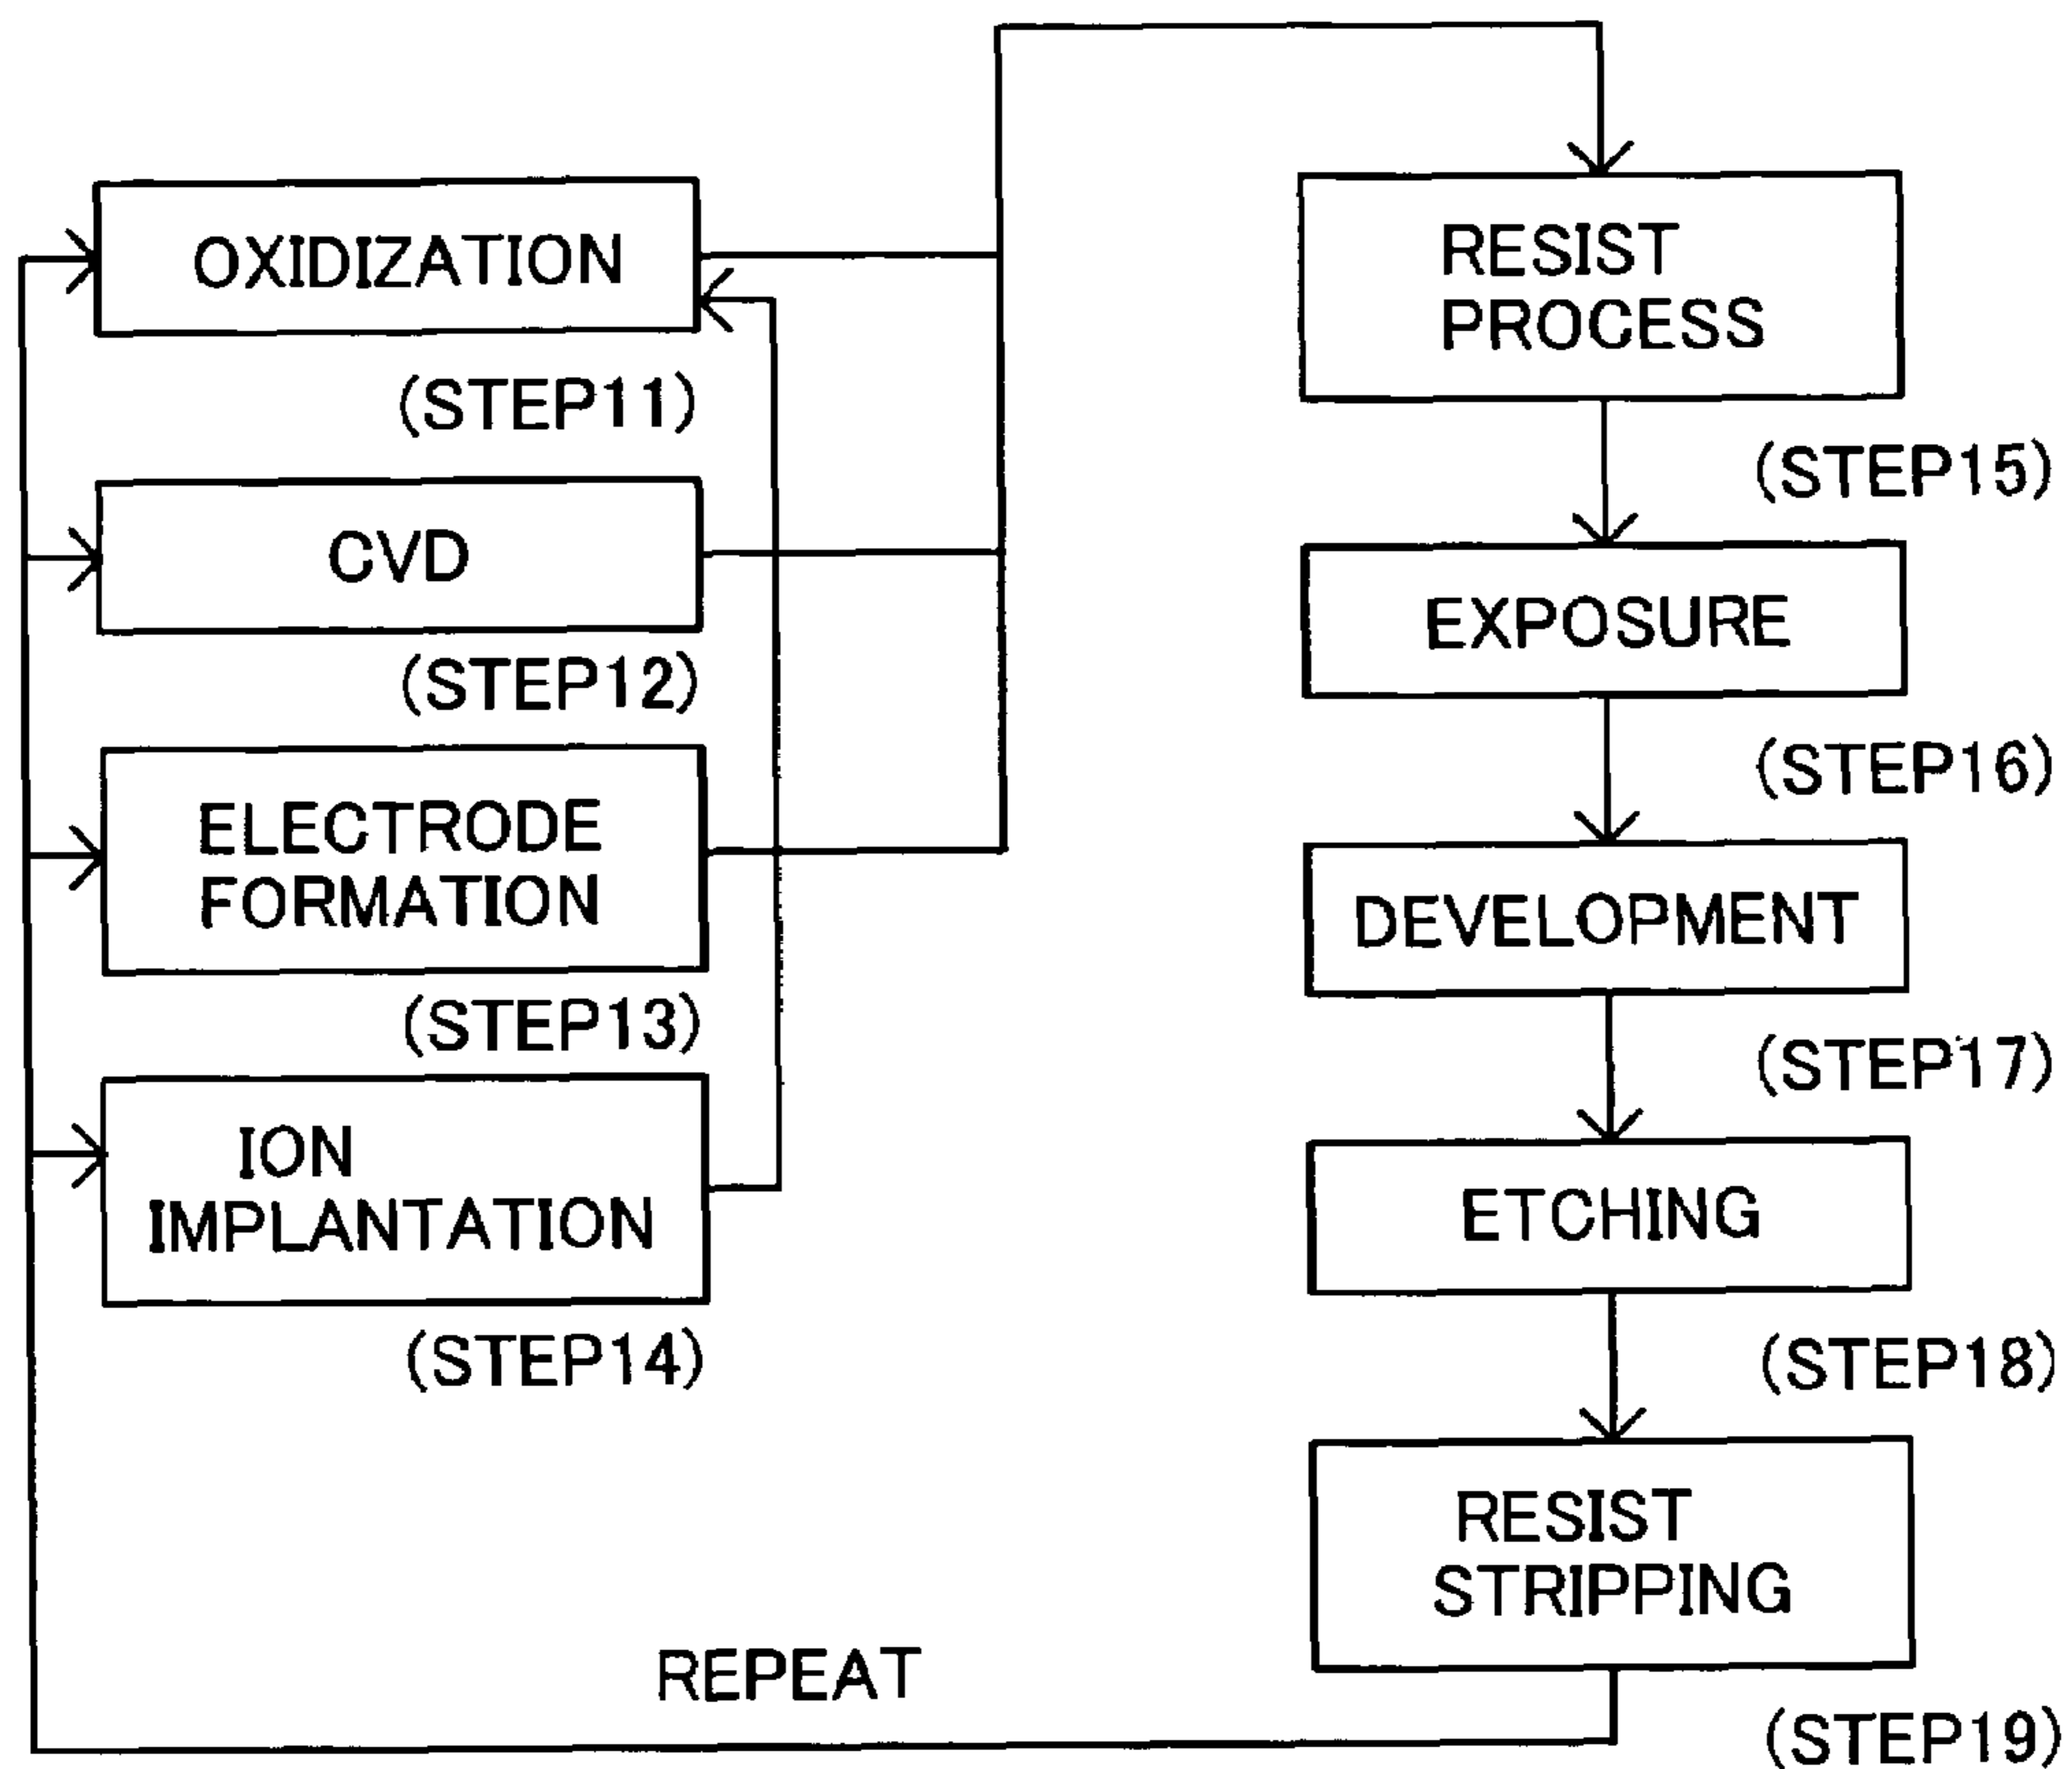 OXIDIZATION
(STEP11)
CVD
(STEP12)
ELECTRODE
FORMATION
(STEP13)
ION
IMPLANTATION
(STEP14)
RESIST
PROCESS
(STEP15)
EXPOSURE
(STEP16)
DEVELOPMENT
(STEP17)
ETCHING
(STEP18)
RESIST
STRIPPING
(STEP19)
REPEAT